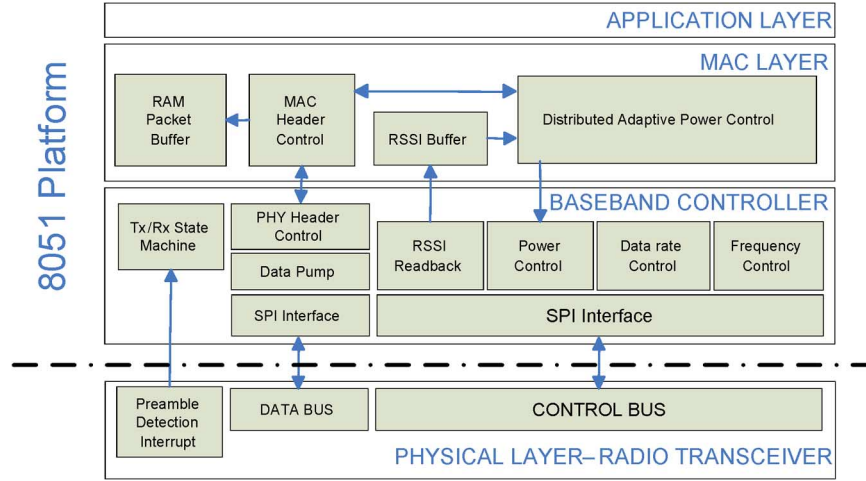 8051 Platform
APPLICATION LAYER
MAC LAYER
RAM
Packet
Buffer
MAC
Header
Control
RSSI Buffer
Distributed Adaptive Power Control
BASEBAND CONTROLLER
Tx/Rx State
Machine
PHY Header
Control
Data Pump
SPI Interface
RSSI
Readback
Power
Control
Data rate
Control
Frequency
Control
SPI Interface
Preamble
Detection
Interrupt
DATA BUS
CONTROL BUS
PHYSICAL LAYER–RADIO TRANSCEIVER